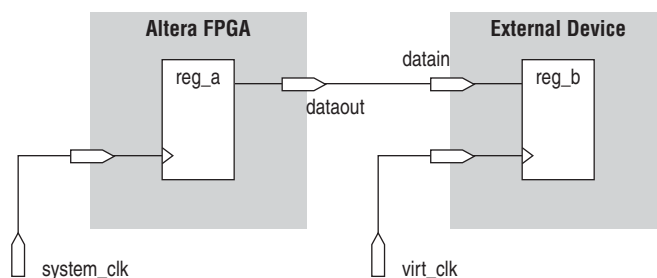 Altera FPGA
External Device
datain
reg_a
reg_b
dataout
system_clk
virt_clk